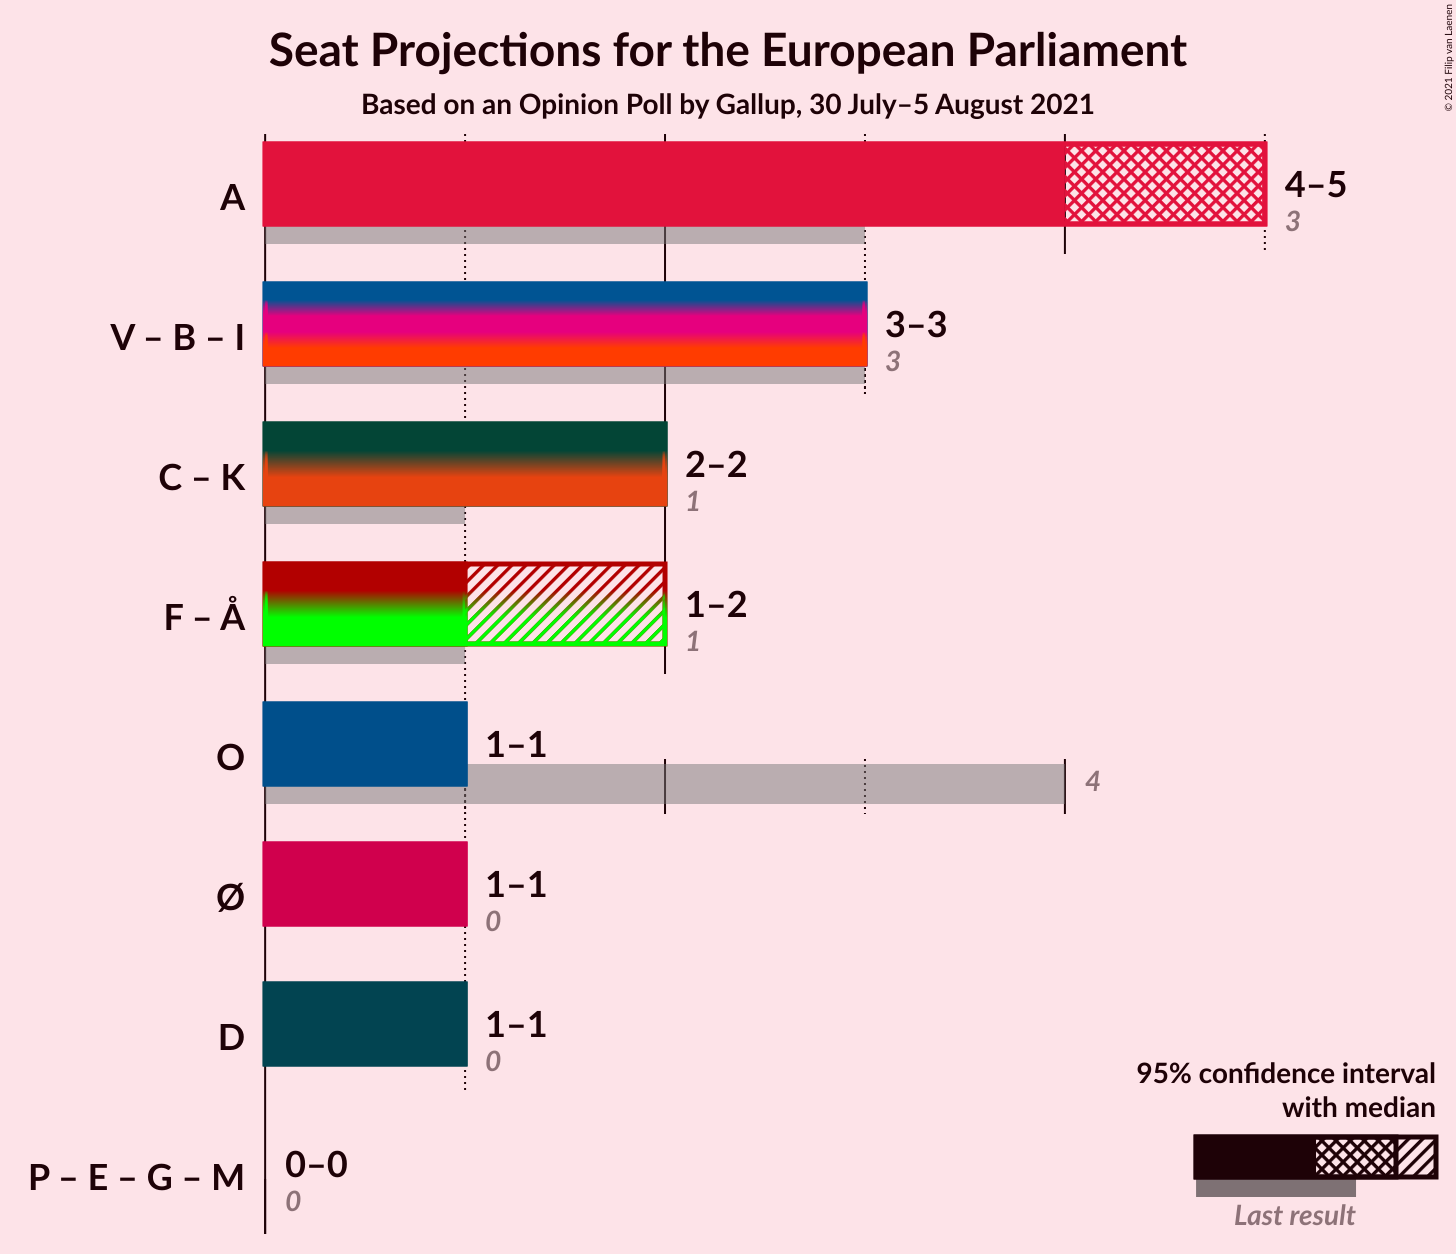 Seat Projections for the European Parliament
Based on an Opinion Poll by Gallup, 30 July–5 August 2021
© 2021 Filip van Laenen
A
4–5
3
V – B – I
3–3
3
C – K
2–2
1
F – Å
1–2
1
O
1–1
4
Ø
1–1
0
D
1–1
0
P – E – G – M
0–0
0
95% confidence interval
with median
Last result